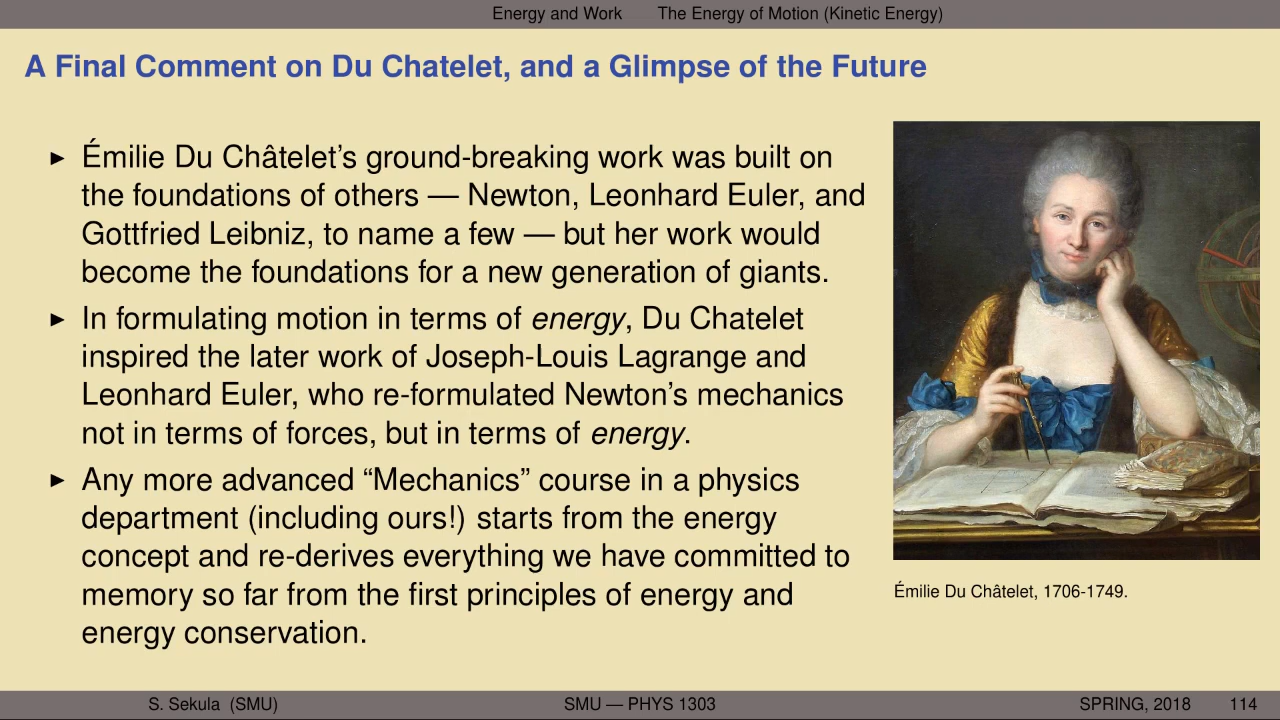 Energy and Work The Energy of Motion (Kinetic Energy)
A Final Comment on Du Chatelet, and a Glimpse of the Future
Émilie Du Châtelet’s ground-breaking work was built on
the foundations of others — Newton, Leonhard Euler, and
Gottfried Leibniz, to name a few — but her work would
become the foundations for a new generation of giants.
In formulating motion in terms of energy, Du Chatelet
inspired the later work of Joseph-Louis Lagrange and
Leonhard Euler, who re-formulated Newton’s mechanics
not in terms of forces, but in terms of energy.
Any more advanced “Mechanics” course in a physics
department (including ours!) starts from the energy
concept and re-derives everything we have committed to
memory so far from the first principles of energy and
energy conservation.
Émilie Du Châtelet, 1706-1749.
S. Sekula (SMU) SMU — PHYS 1303 SPRING, 2018 114